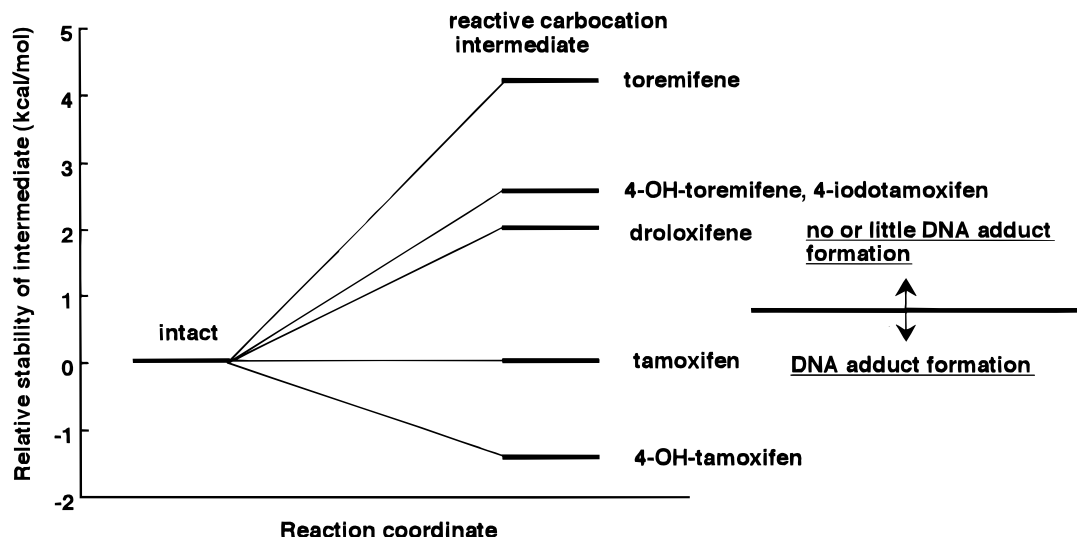 reactive carbocation
intermediate
5
4
3
2
1
0
-1
-2
Relative stability of intermediate (kcal/mol)
intact
toremifene
4-OH-toremifene, 4-iodotamoxifen
droloxifene
no or little DNA adduct
formation
tamoxifen
DNA adduct formation
4-OH-tamoxifen
Reaction coordinate